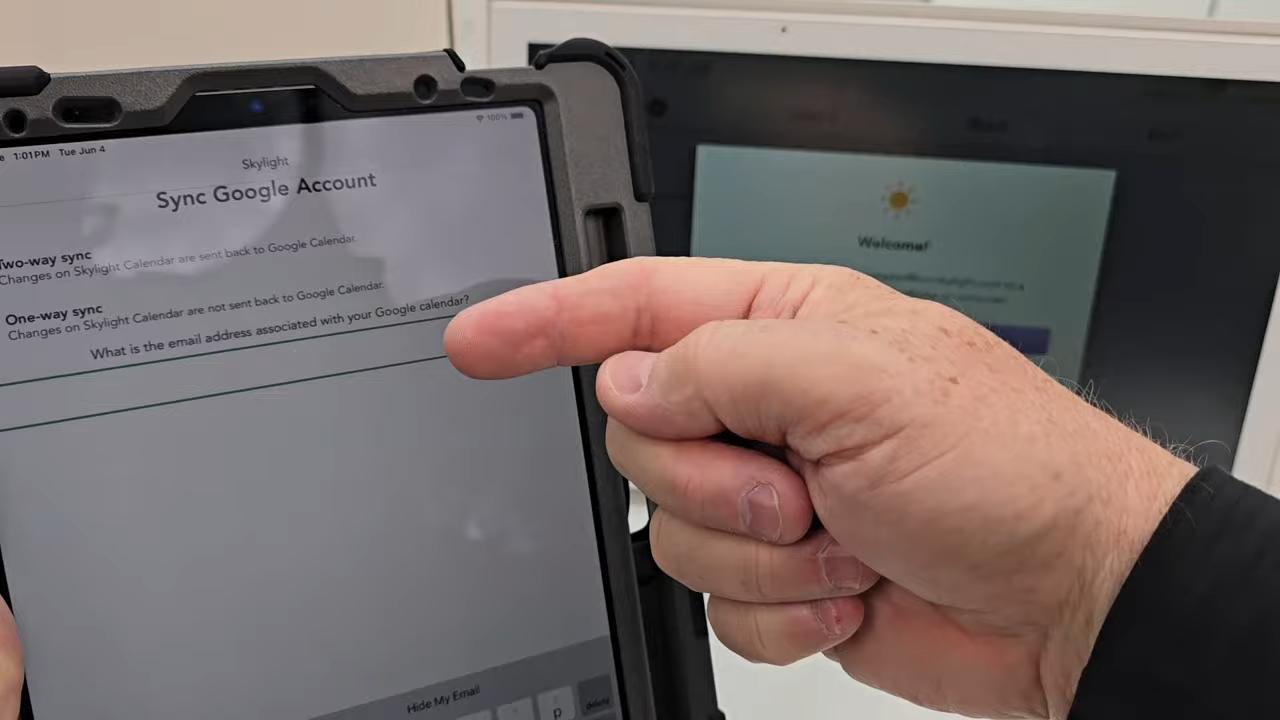 1:01PM Tue Jun 4
100%
Skylight
Sync Google Account
Two-way sync
Changes on Skylight Calendar are sent back to Google Calendar.
One-way sync
Changes on Skylight Calendar are not sent back to Google Calendar.
What is the email address associated with your Google calendar?
Hide My Email
p
delete
Welcome!